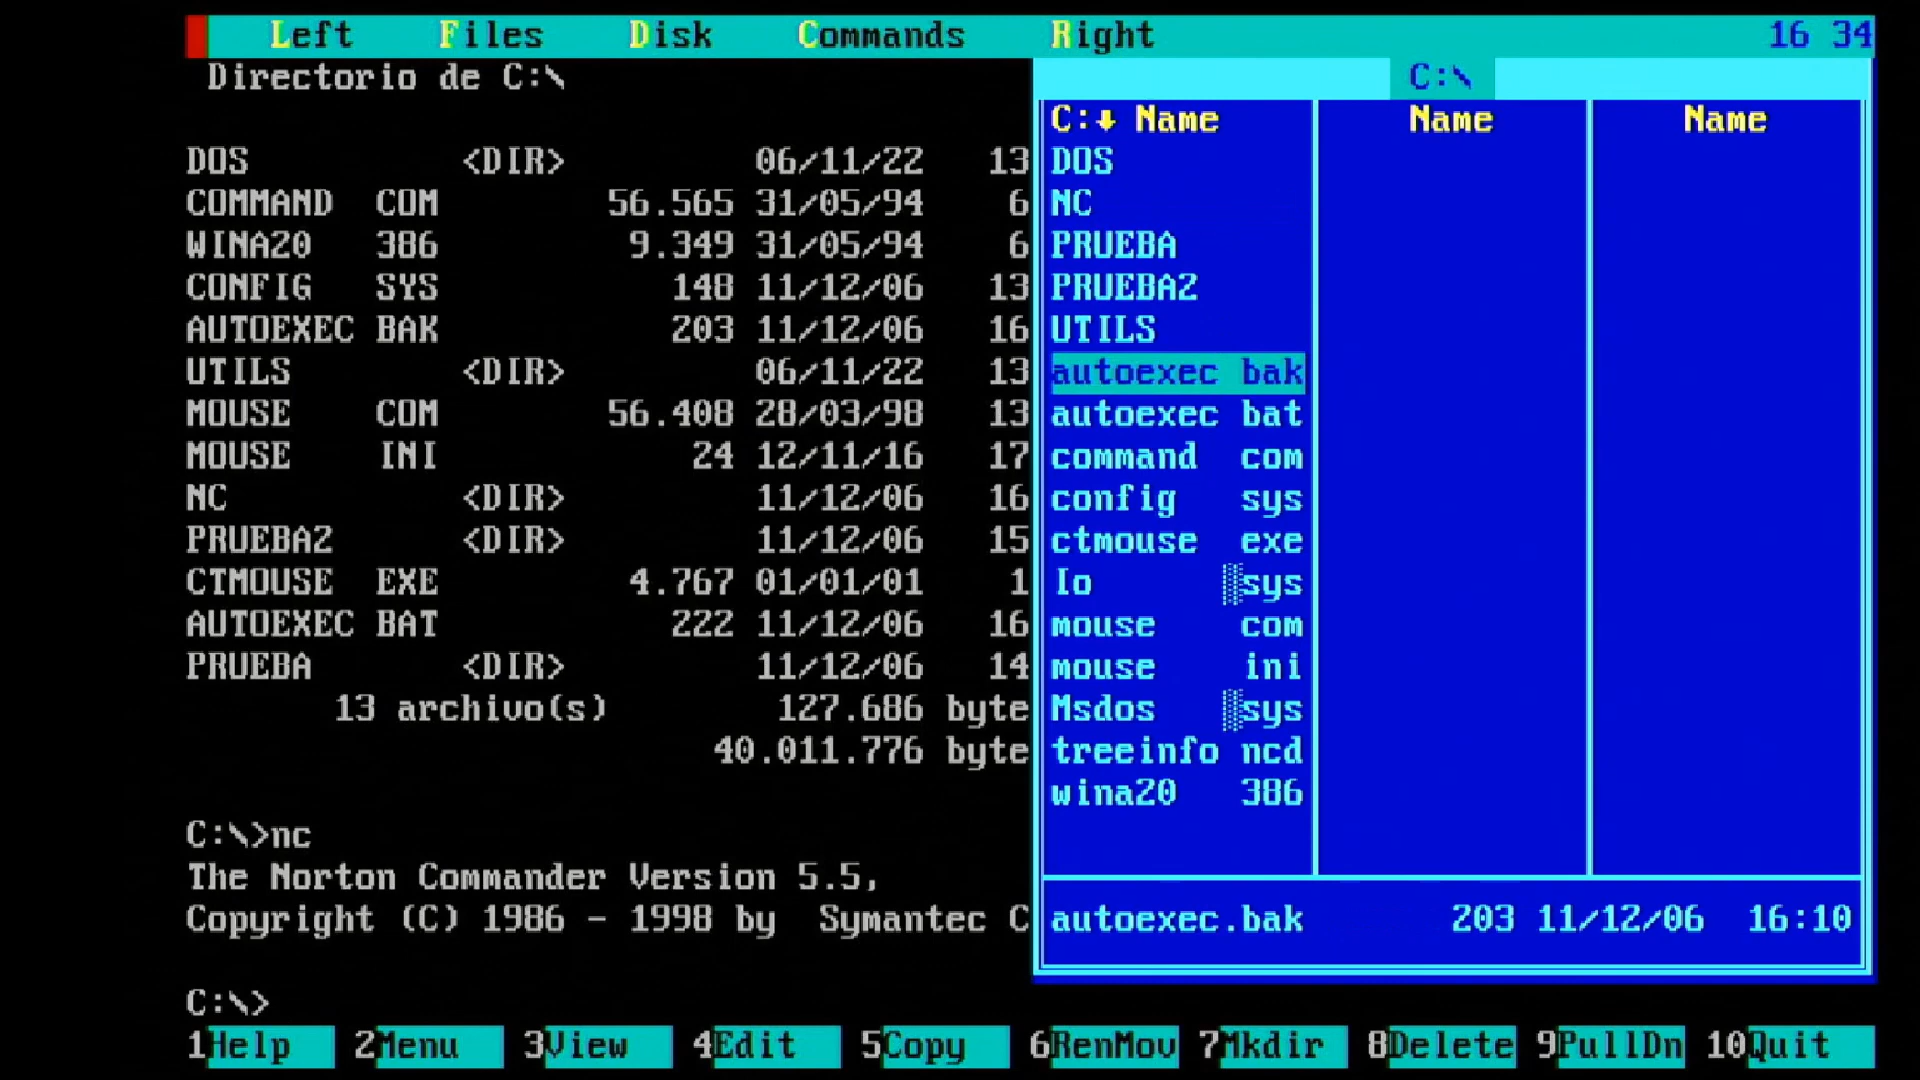 Left Files Disk Commands Right 16 34
Directorio de C:\
DOS <DIR> 06/11/22 13
COMMAND COM 56.565 31/05/94 6
WINA20 386 9.349 31/05/94 6
CONFIG SYS 148 11/12/06 13
AUTOEXEC BAK 203 11/12/06 16
UTILS <DIR> 06/11/22 13
MOUSE COM 56.408 28/03/98 13
MOUSE INI 24 12/11/16 17
NC <DIR> 11/12/06 16
PRUEBA2 <DIR> 11/12/06 15
CTMOUSE EXE 4.767 01/01/01 1
AUTOEXEC BAT 222 11/12/06 16
PRUEBA <DIR> 11/12/06 14
13 archivo(s) 127.686 byte
40.011.776 byte
C:\>nc
The Norton Commander Version 5.5,
Copyright (C) 1986 - 1998 by Symantec C
C:\>
C:\
C:↓ Name Name Name
DOS
NC
PRUEBA
PRUEBA2
UTILS
autoexec bak
autoexec bat
command com
config sys
ctmouse exe
Io ▒sys
mouse com
mouse ini
Msdos ▒sys
treeinfo ncd
wina20 386
autoexec.bak 203 11/12/06 16:10
1Help 2Menu 3View 4Edit 5Copy 6RenMov 7Mkdir 8Delete 9PullDn 10Quit